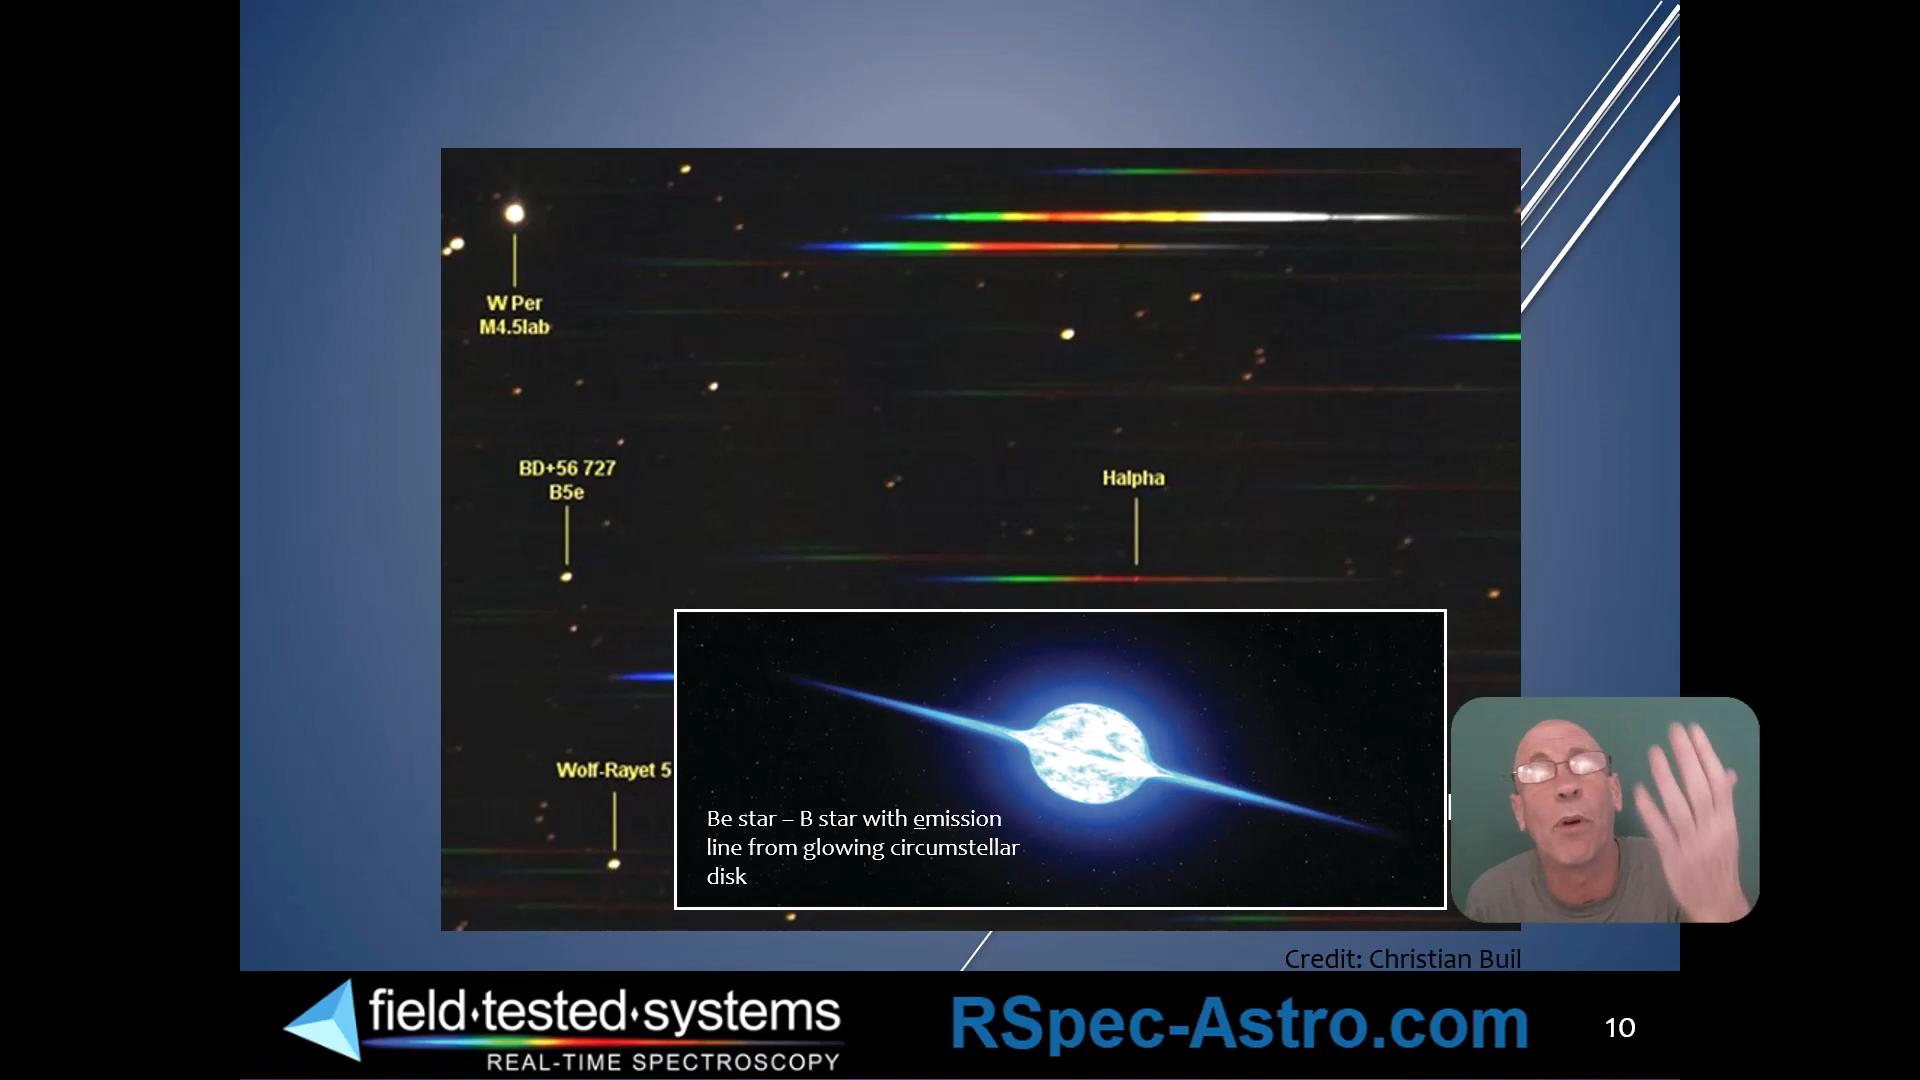 W Per
M4.5Iab
BD+56 727
B5e
Halpha
Wolf-Rayet 5
Be star – B star with emission
line from glowing circumstellar
disk
Credit: Christian Buil
field·tested·systems
REAL-TIME SPECTROSCOPY
RSpec-Astro.com
10